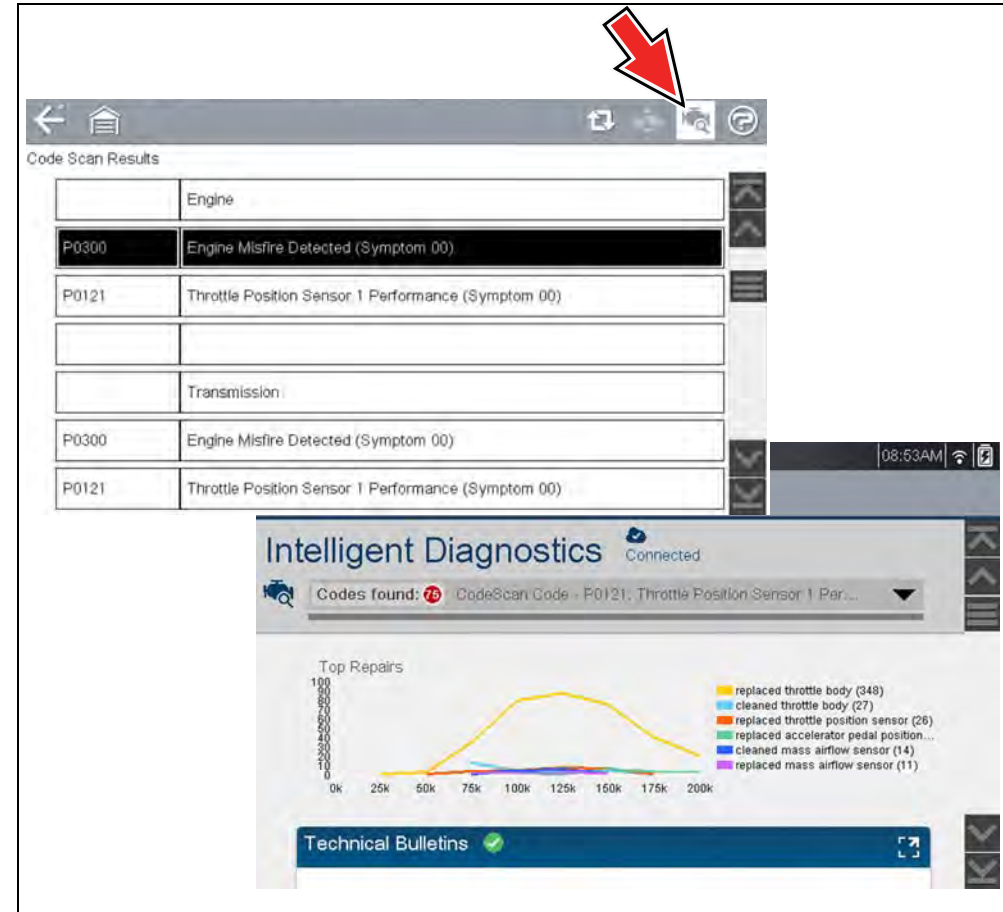 Code Scan Results
Engine
P0300 Engine Misfire Detected (Symptom 00)
P0121 Throttle Position Sensor 1 Performance (Symptom 00)
Transmission
P0300 Engine Misfire Detected (Symptom 00)
P0121 Throttle Position Sensor 1 Performance (Symptom 00)
08:53AM
Intelligent Diagnostics Connected
Codes found: 75 CodeScan Code - P0121, Throttle Position Sensor 1 Per...
Top Repairs
100
90
80
70
60
50
40
30
20
10
0
0k 25k 50k 75k 100k 125k 150k 175k 200k
replaced throttle body (348)
cleaned throttle body (27)
replaced throttle position sensor (26)
replaced accelerator pedal position...
cleaned mass airflow sensor (14)
replaced mass airflow sensor (11)
Technical Bulletins